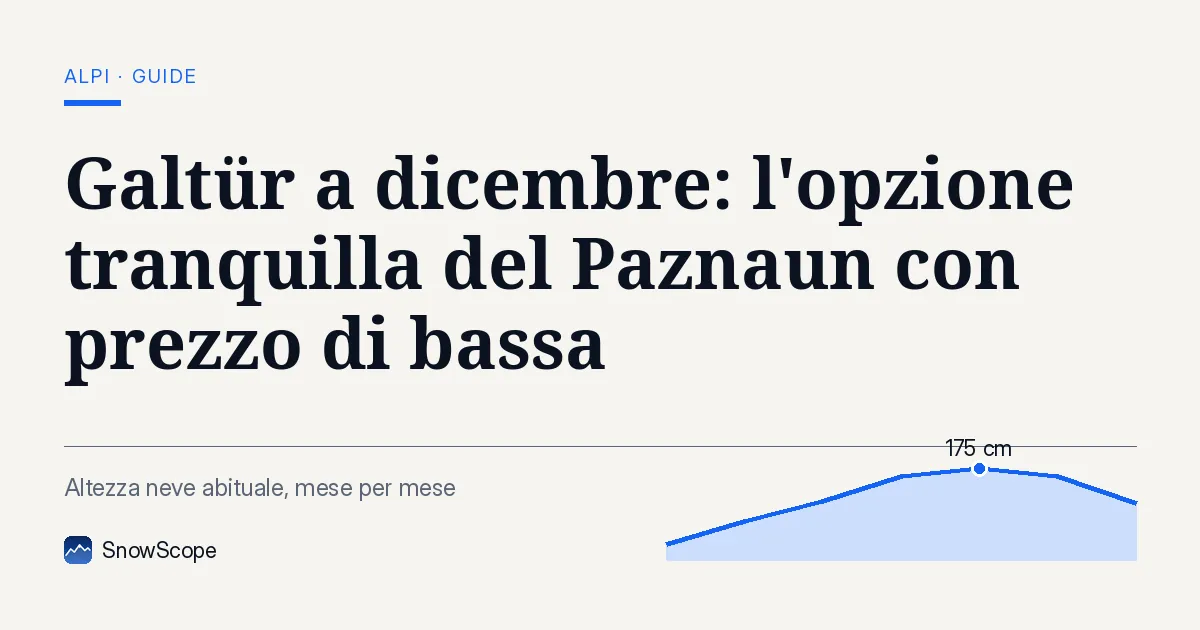 ALPI · GUIDE
Galtür a dicembre: l'opzione
tranquilla del Paznaun con
prezzo di bassa
175 cm
Altezza neve abituale, mese per mese
SnowScope